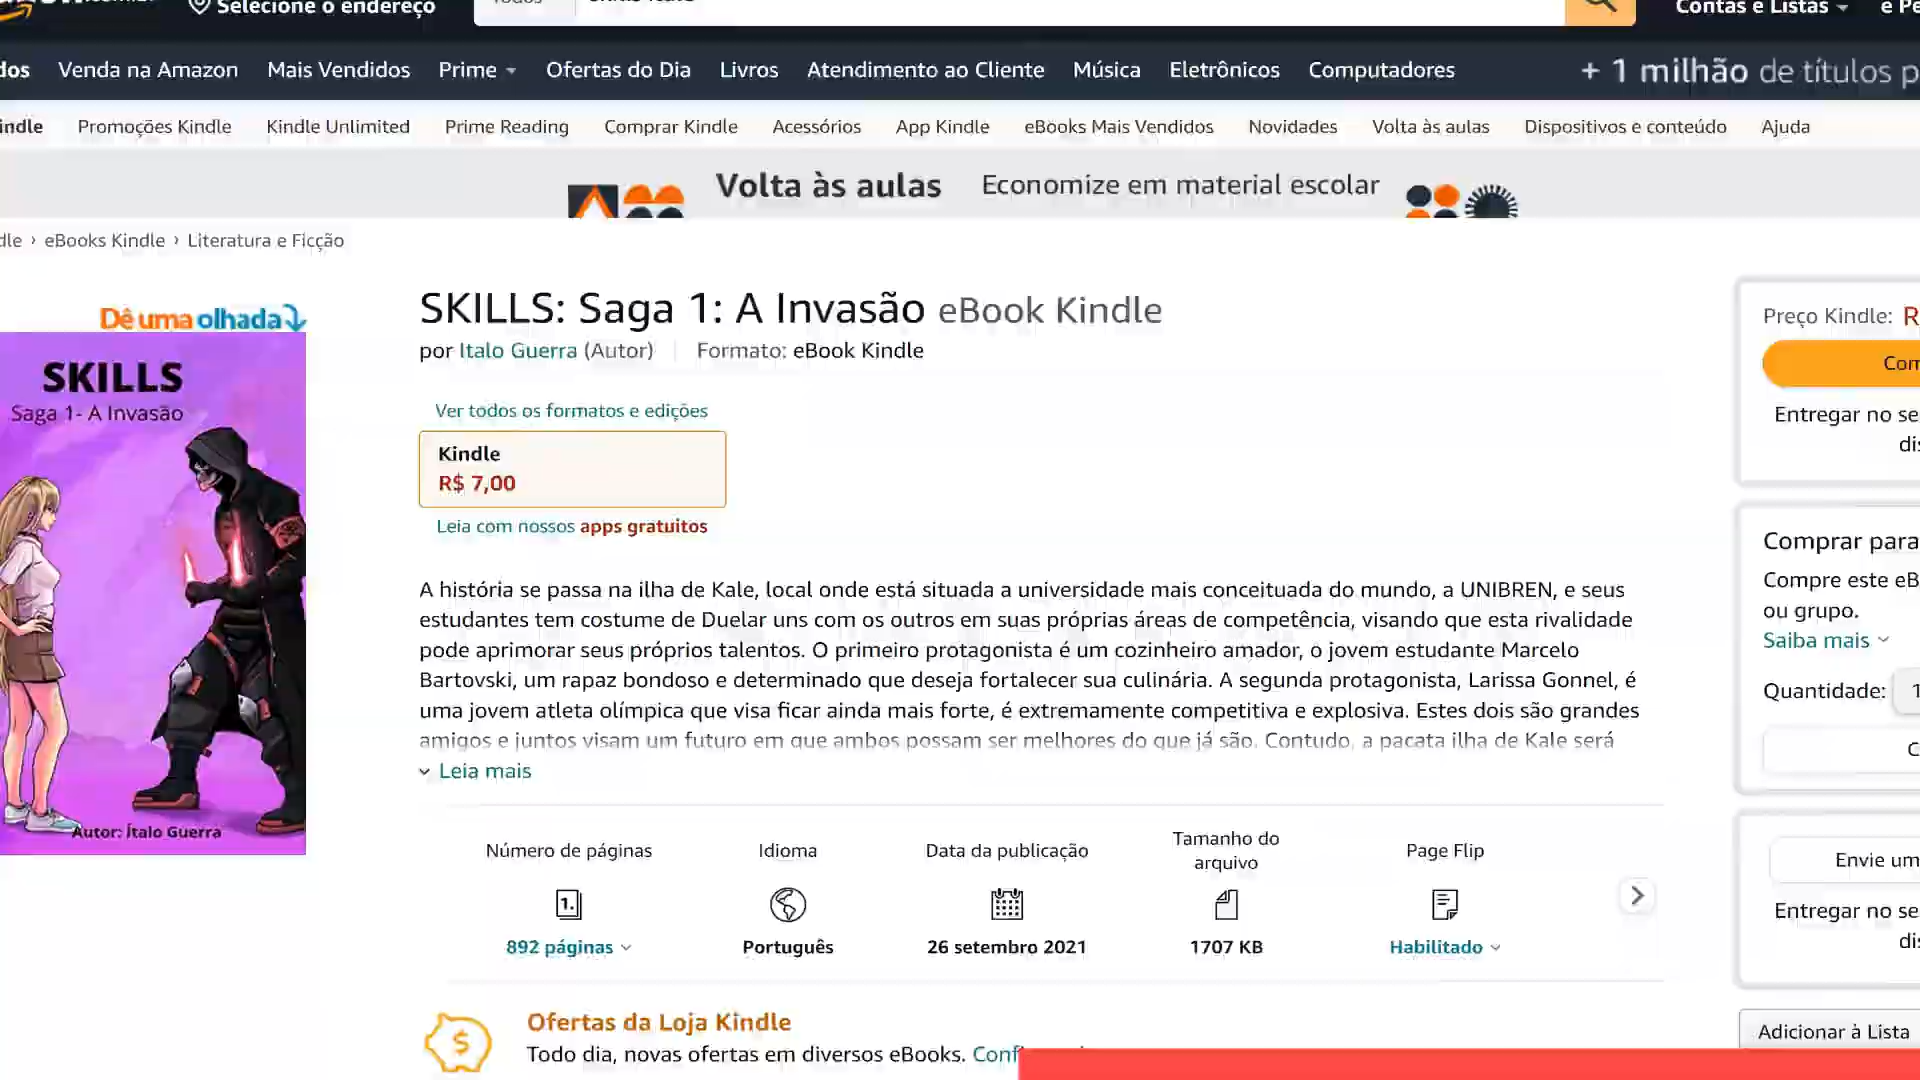 Selecione o endereço
Contas e Listas
Venda na Amazon Mais Vendidos Prime Ofertas do Dia Livros Atendimento ao Cliente Música Eletrônicos Computadores + 1 milhão de títulos
Promoções Kindle Kindle Unlimited Prime Reading Comprar Kindle Acessórios App Kindle eBooks Mais Vendidos Novidades Volta às aulas Dispositivos e conteúdo Ajuda
Volta às aulas Economize em material escolar
› eBooks Kindle › Literatura e Ficção
Dê uma olhada
SKILLS
Saga 1- A Invasão
Autor: Ítalo Guerra
SKILLS: Saga 1: A Invasão eBook Kindle
por Italo Guerra (Autor) Formato: eBook Kindle
Ver todos os formatos e edições
Kindle
R$ 7,00
Leia com nossos apps gratuitos
A história se passa na ilha de Kale, local onde está situada a universidade mais conceituada do mundo, a UNIBREN, e seus
estudantes tem costume de Duelar uns com os outros em suas próprias áreas de competência, visando que esta rivalidade
pode aprimorar seus próprios talentos. O primeiro protagonista é um cozinheiro amador, o jovem estudante Marcelo
Bartovski, um rapaz bondoso e determinado que deseja fortalecer sua culinária. A segunda protagonista, Larissa Gonnel, é
uma jovem atleta olímpica que visa ficar ainda mais forte, é extremamente competitiva e explosiva. Estes dois são grandes
amigos e juntos visam um futuro em que ambos possam ser melhores do que já são. Contudo, a pacata ilha de Kale será
Leia mais
Número de páginas
892 páginas
Idioma
Português
Data da publicação
26 setembro 2021
Tamanho do
arquivo
1707 KB
Page Flip
Habilitado
Ofertas da Loja Kindle
Todo dia, novas ofertas em diversos eBooks.
Preço Kindle:
Entregar no
Comprar para
Compre este
ou grupo.
Saiba mais
Quantidade: 1
Envie um
Entregar no
Adicionar à Lista